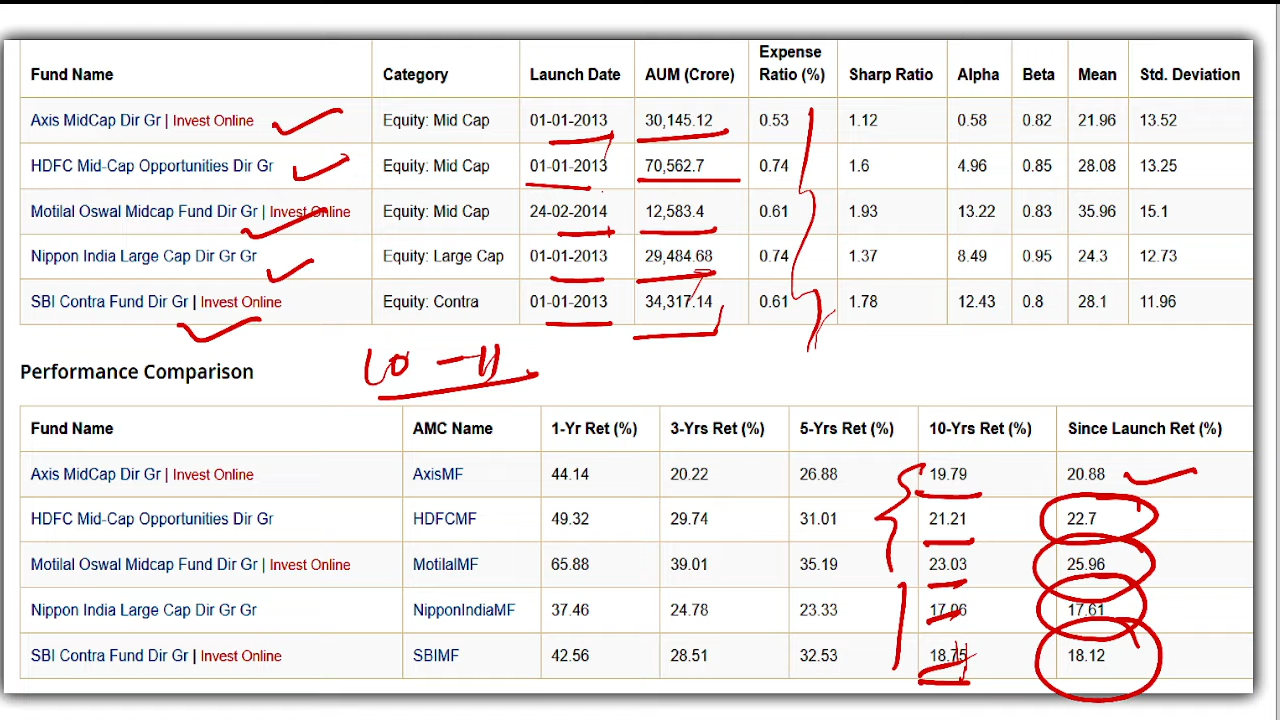 Fund Name Category Launch Date AUM (Crore) Expense Ratio (%) Sharp Ratio Alpha Beta Mean Std. Deviation
Axis MidCap Dir Gr | Invest Online Equity: Mid Cap 01-01-2013 30,145.12 0.53 1.12 0.58 0.82 21.96 13.52
HDFC Mid-Cap Opportunities Dir Gr Equity: Mid Cap 01-01-2013 70,562.7 0.74 1.6 4.96 0.85 28.08 13.25
Motilal Oswal Midcap Fund Dir Gr | Invest Online Equity: Mid Cap 24-02-2014 12,583.4 0.61 1.93 13.22 0.83 35.96 15.1
Nippon India Large Cap Dir Gr Gr Equity: Large Cap 01-01-2013 29,484.68 0.74 1.37 8.49 0.95 24.3 12.73
SBI Contra Fund Dir Gr | Invest Online Equity: Contra 01-01-2013 34,317.14 0.61 1.78 12.43 0.8 28.1 11.96
Performance Comparison
Fund Name AMC Name 1-Yr Ret (%) 3-Yrs Ret (%) 5-Yrs Ret (%) 10-Yrs Ret (%) Since Launch Ret (%)
Axis MidCap Dir Gr | Invest Online AxisMF 44.14 20.22 26.88 19.79 20.88
HDFC Mid-Cap Opportunities Dir Gr HDFCMF 49.32 29.74 31.01 21.21 22.7
Motilal Oswal Midcap Fund Dir Gr | Invest Online MotilalMF 65.88 39.01 35.19 23.03 25.96
Nippon India Large Cap Dir Gr Gr NipponIndiaMF 37.46 24.78 23.33 17.61
SBI Contra Fund Dir Gr | Invest Online SBIMF 42.56 28.51 32.53 18.75 18.12